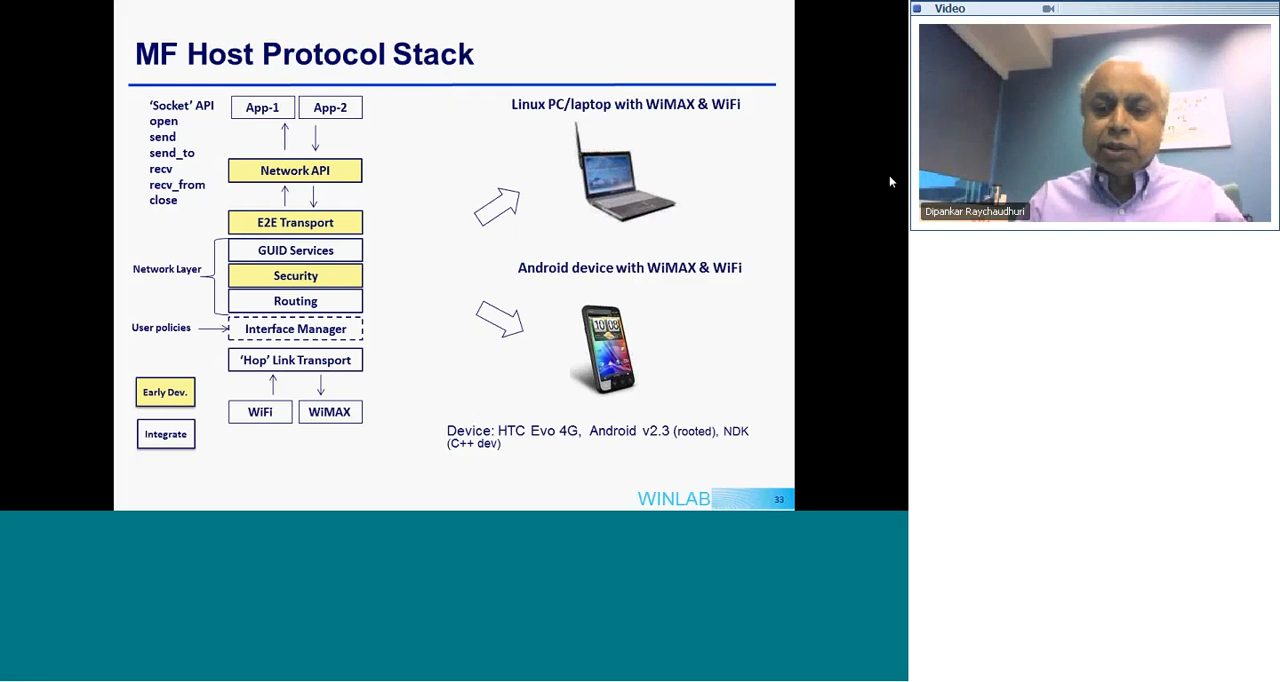 MF Host Protocol Stack
'Socket' API
open
send
send_to
recv
recv_from
close
App-1
App-2
Network API
E2E Transport
GUID Services
Security
Routing
Network Layer
User policies
Interface Manager
'Hop' Link Transport
WiFi
WiMAX
Early Dev.
Integrate
Linux PC/laptop with WiMAX & WiFi
Android device with WiMAX & WiFi
10 08
Device: HTC Evo 4G, Android v2.3 (rooted), NDK
(C++ dev)
WINLAB
33
Video
Dipankar Raychaudhuri